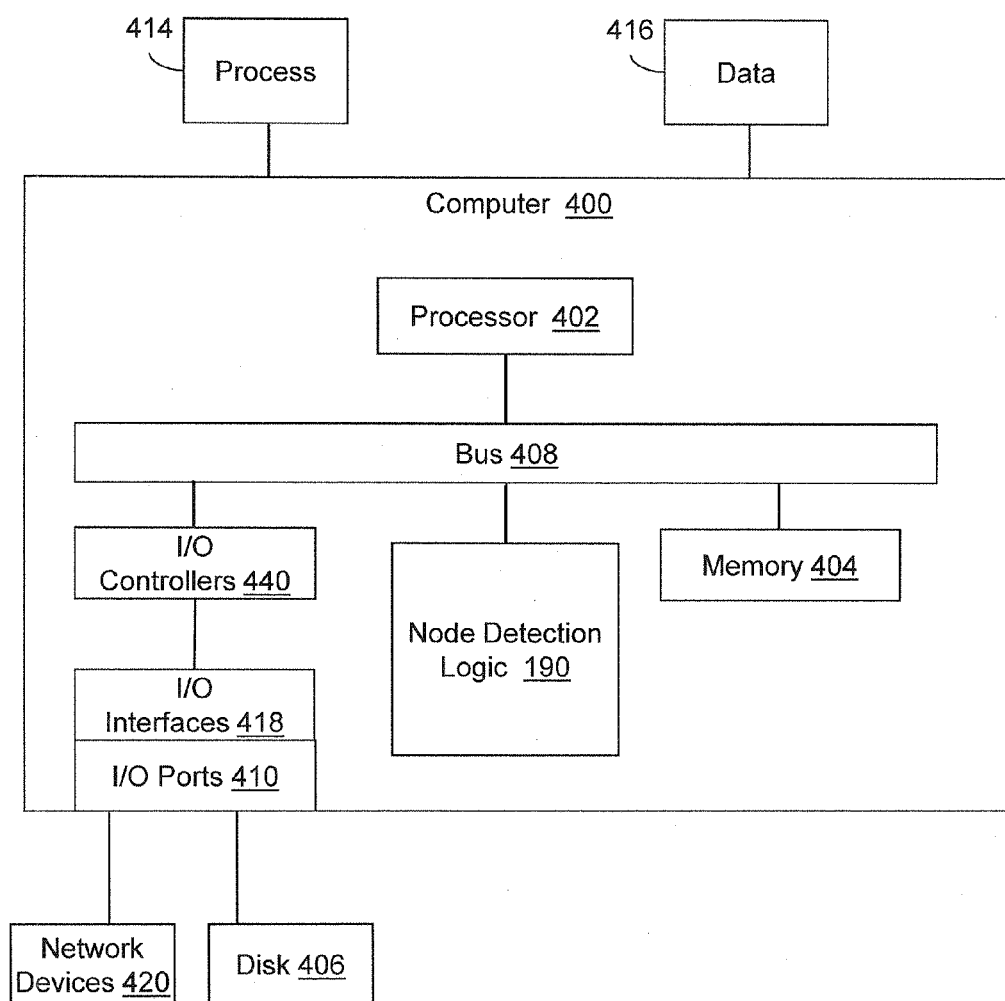 414
Process
416
Data
Computer 400
Processor 402
Bus 408
I/O
Controllers 440
Node Detection
Logic 190
Memory 404
I/O
Interfaces 418
I/O Ports 410
Network
Devices 420
Disk 406